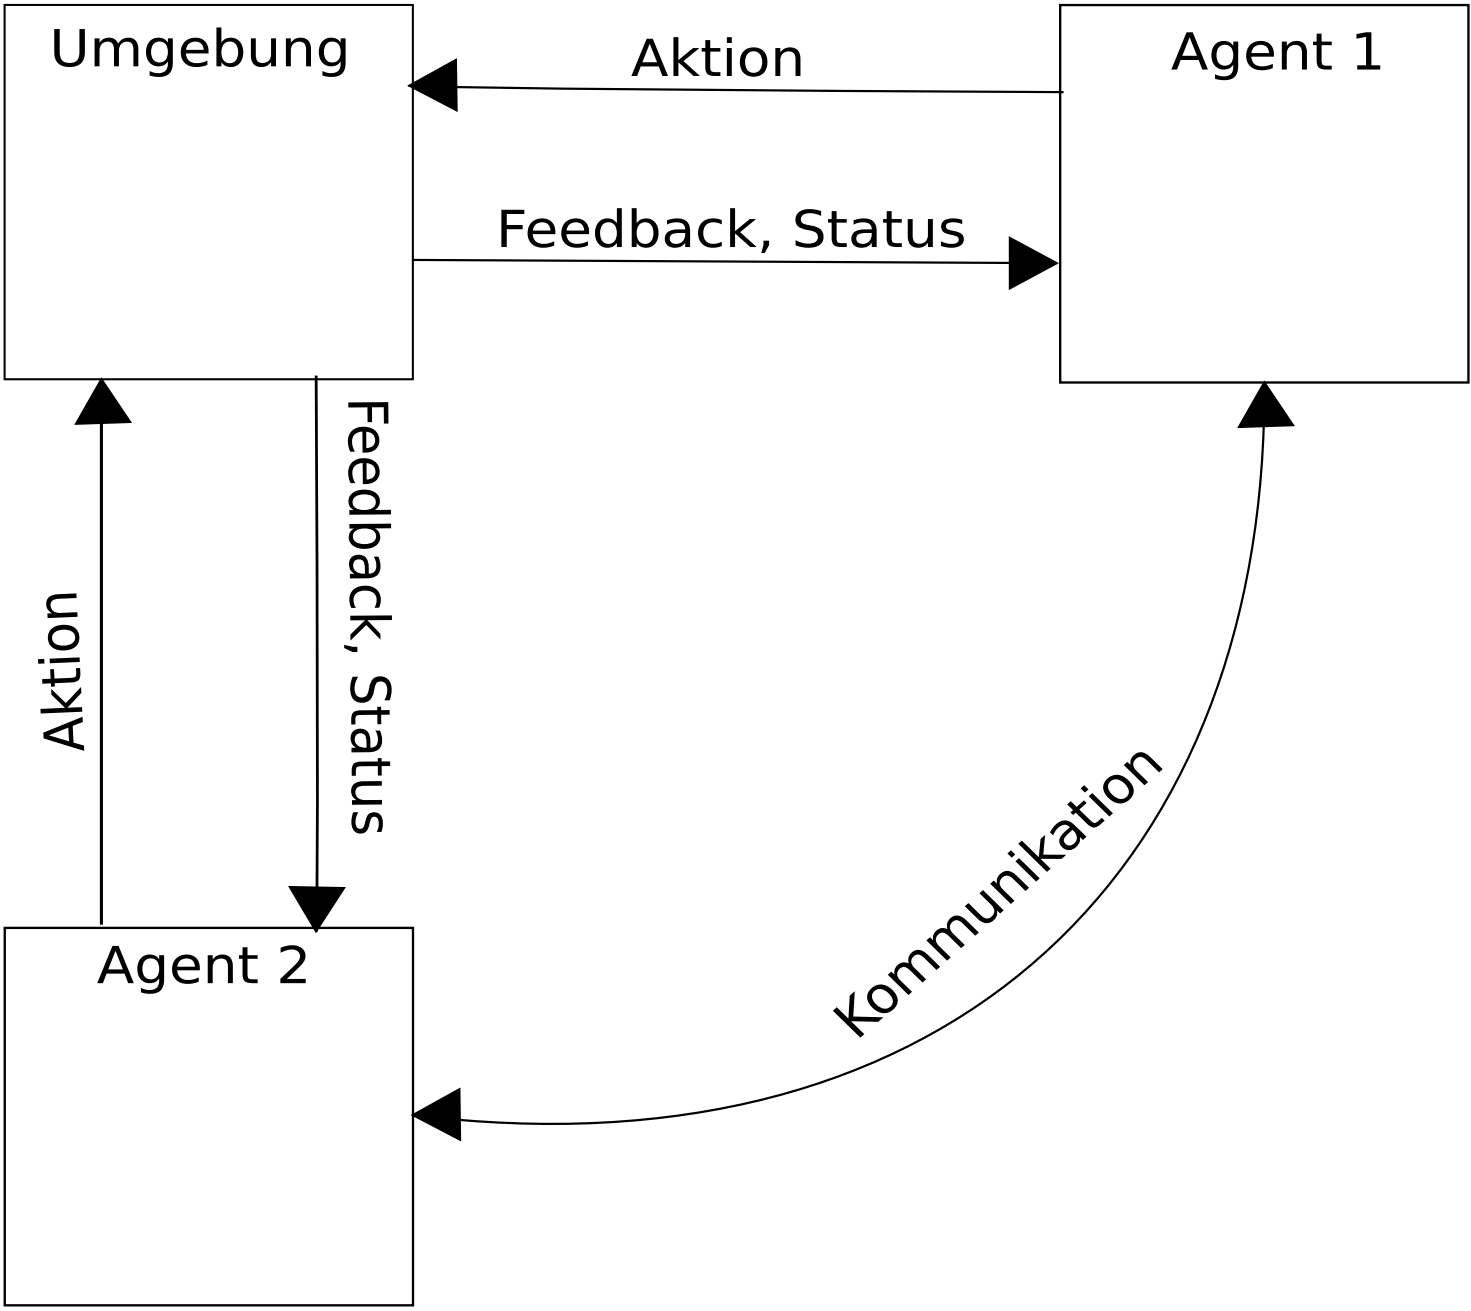 Umgebung
Aktion
Agent 1
Feedback, Status
Feedback, Status
Aktion
Kommunikation
Agent 2